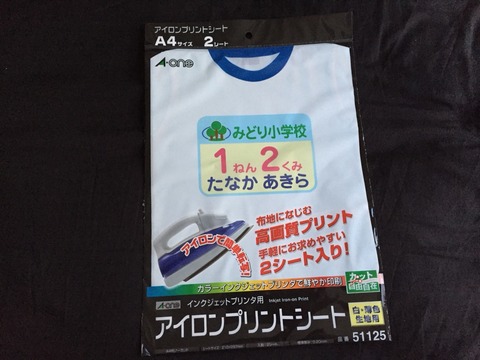 アイロンプリントシート
A4サイズ 2シート
A-one
みどり小学校
1ねん2くみ
たなか あきら
布地になじむ
高画質プリント
手軽にお求めやすい
2シート入り!
アイロンで簡単転写!
カラーインクジェットプリンタで鮮やか印刷
カット
自由自在
A-one
インクジェットプリンタ用 Inkjet Iron-on Print
アイロンプリントシート
白・薄色
生地用
品番 51125